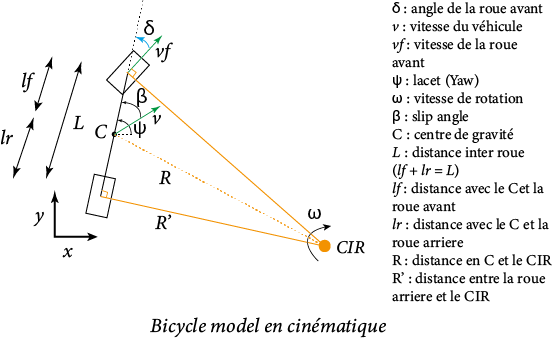 δ
vf
lf
β
ψ
v
C
L
lr
R
R'
y
x
ω
CIR
δ : angle de la roue avant
v : vitesse du véhicule
vf : vitesse de la roue
avant
ψ : lacet (Yaw)
ω : vitesse de rotation
β : slip angle
C : centre de gravité
L : distance inter roue
(lf + lr = L)
lf : distance avec le Cet la
roue avant
lr : distance avec le C et la
roue arriere
R : distance en C et le CIR
R' : distance entre la roue
arriere et le CIR
Bicycle model en cinématique